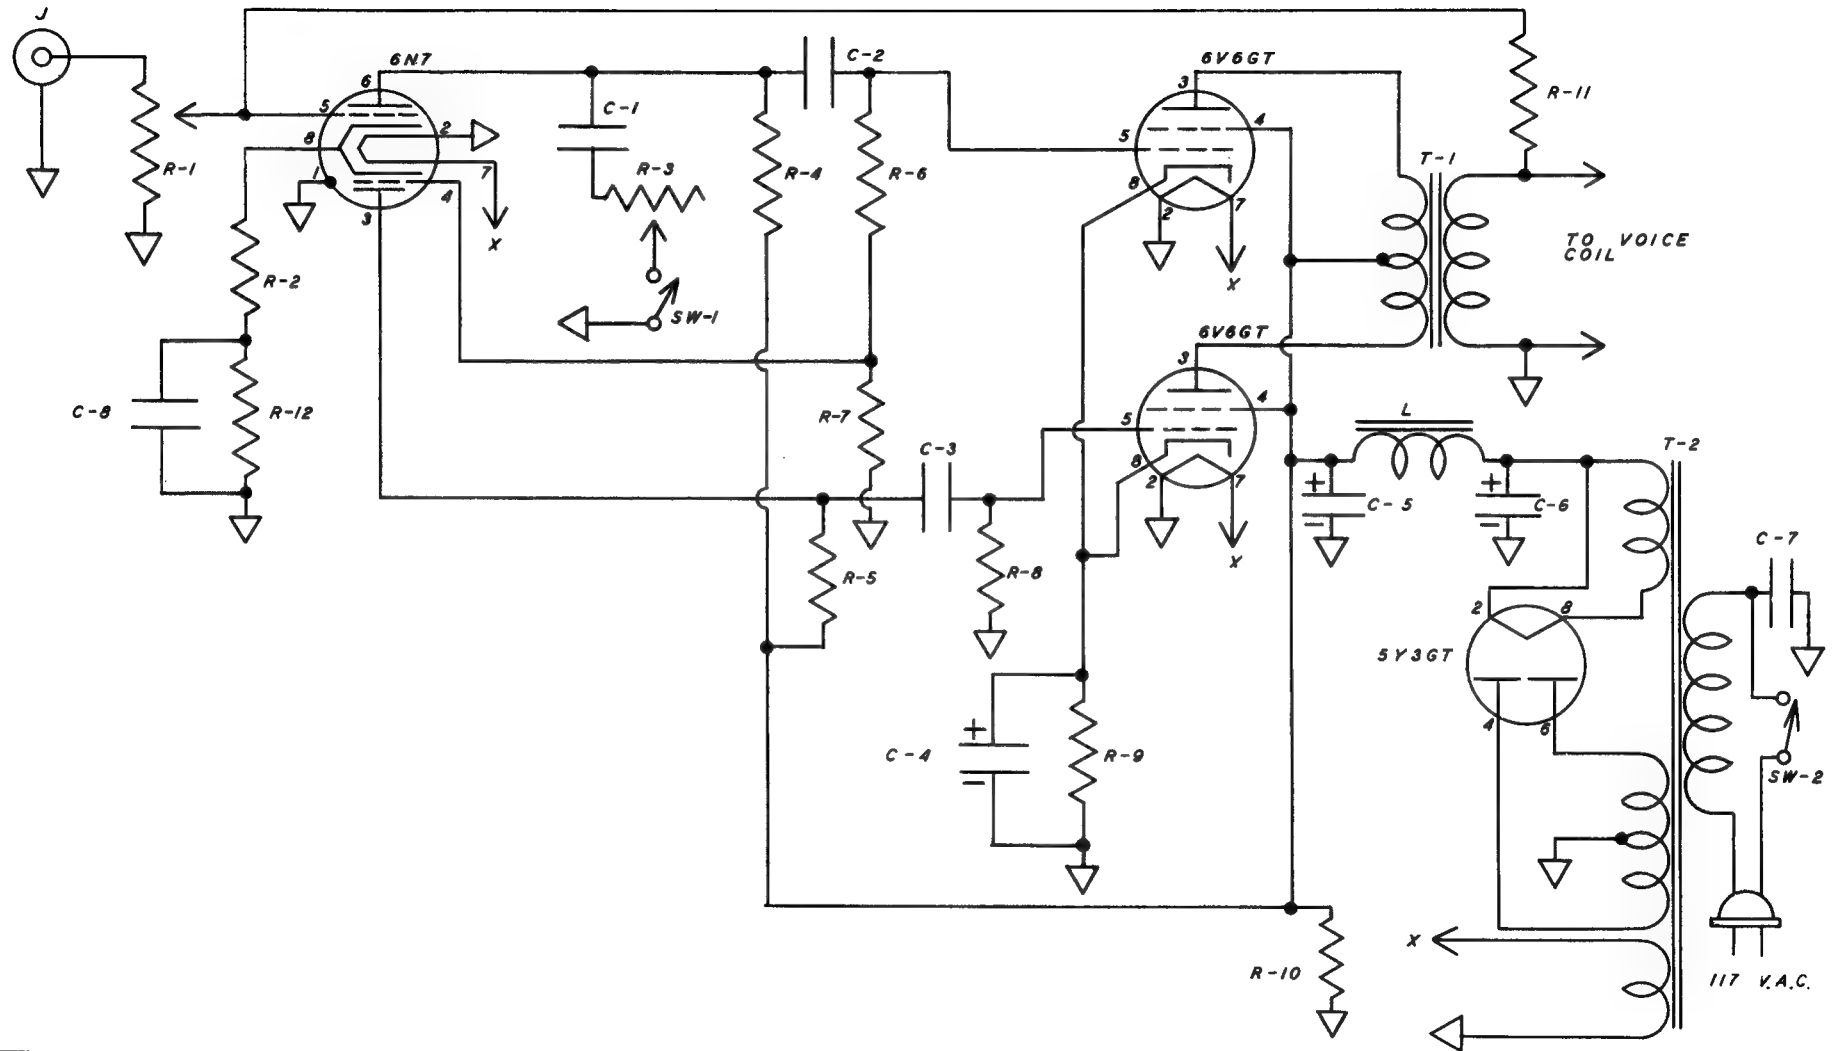 J
6N7
C-2
6V6GT
6
3
R-11
5
C-1
5
4
8
2
R-1
R-3
R-4
R-6
T-1
1
7
4
8
3
X
2
7
TO VOICE
COIL
R-2
X
SW-1
6V6GT
3
C-8
R-12
R-7
5
4
L
C-3
8
T-2
2
7
+
C-5
-
+
C-6
-
C-7
X
R-5
R-8
2
8
5Y3GT
4
6
+
C-4
-
R-9
SW-2
X
R-10
117 V.A.C.